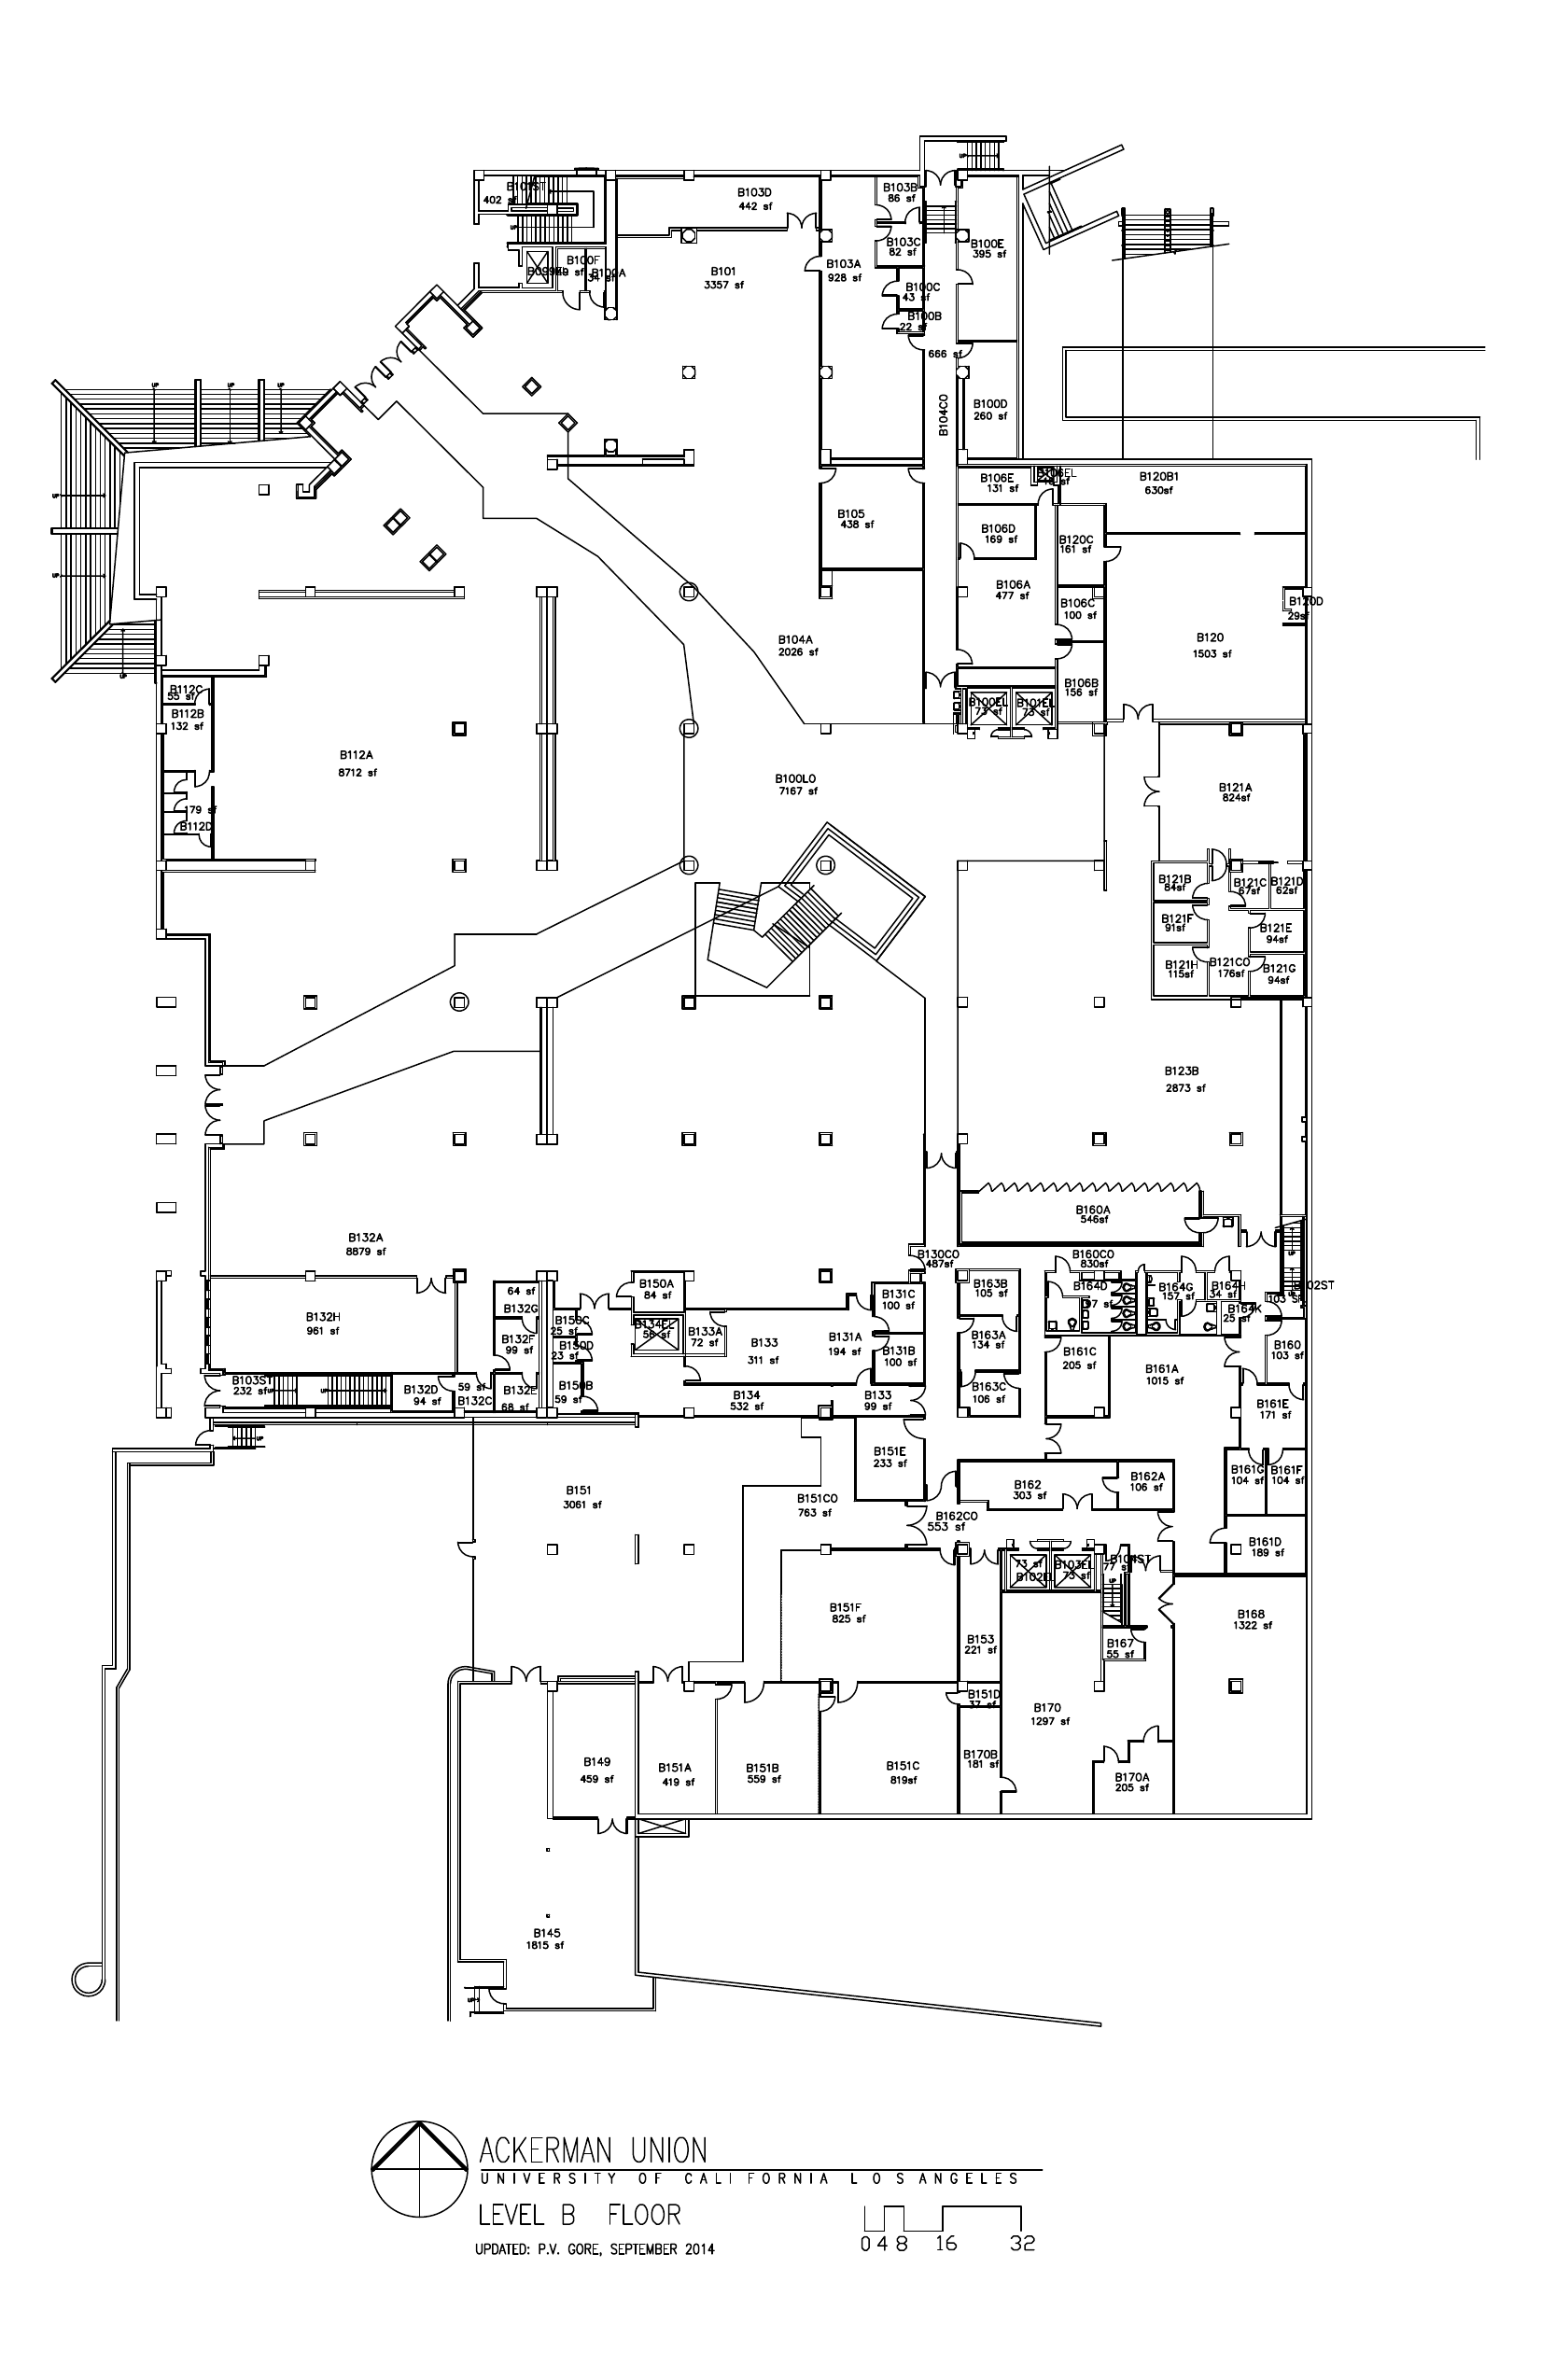 UP
B101ST
402 sf
UP
B103D
442 sf
B103B
86 sf
B103C
82 sf
B100E
395 sf
B100F
B100A
34 sf
B101
3357 sf
B103A
928 sf
B100C
43 sf
B100B
22 sf
666 sf
B104CO
B100D
260 sf
UP
UP
UP
UP
UP
UP
B106E
131 sf
B106EL
B120B1
630sf
B105
438 sf
B106D
169 sf
B120C
161 sf
B106A
477 sf
B106C
100 sf
B120D
29sf
B104A
2026 sf
B120
1503 sf
B106B
156 sf
B100EL
73 sf
B101EL
73 sf
B112C
55 sf
B112B
132 sf
B112A
8712 sf
179 sf
B112D
B100LO
7167 sf
B121A
824sf
B121B
84sf
B121C
67sf
B121D
62sf
B121F
91sf
B121E
94sf
B121H
115sf
B121CO
176sf
B121G
94sf
B123B
2873 sf
B160A
546sf
B132A
8879 sf
B130CO
487sf
B160CO
830sf
UP
UP
B150A
84 sf
B131C
100 sf
B163B
105 sf
B164D
97 sf
B164G
157 sf
B164H
34 sf
B102ST
103 SF
B164K
25 sf
64 sf
B132G
B132H
961 sf
B132F
99 sf
B150C
25 sf
B150D
23 sf
B134EL
56 sf
B133A
72 sf
B133
311 sf
B131A
194 sf
B131B
100 sf
B163A
134 sf
B161C
205 sf
B161A
1015 sf
B160
103 sf
B103ST
232 sf
UP
UP
B132D
94 sf
59 sf
B132C
B132E
68 sf
B150B
59 sf
B134
532 sf
B133
99 sf
B163C
106 sf
B161E
171 sf
UP
B151E
233 sf
B151
3061 sf
B151CO
763 sf
B162
303 sf
B162A
106 sf
B161G
104 sf
B161F
104 sf
B162CO
553 sf
B161D
189 sf
73 sf
B102EL
B103EL
73 sf
B104ST
77 sf
UP
B151F
825 sf
B153
221 sf
B167
55 sf
B168
1322 sf
B151D
37 sf
B170
1297 sf
B149
459 sf
B151A
419 sf
B151B
559 sf
B151C
819sf
B170B
181 sf
B170A
205 sf
B145
1815 sf
UP
ACKERMAN UNION
UNIVERSITY OF CALIFORNIA LOS ANGELES
LEVEL B FLOOR
UPDATED: P.V. GORE, SEPTEMBER 2014
0 4 8 16 32